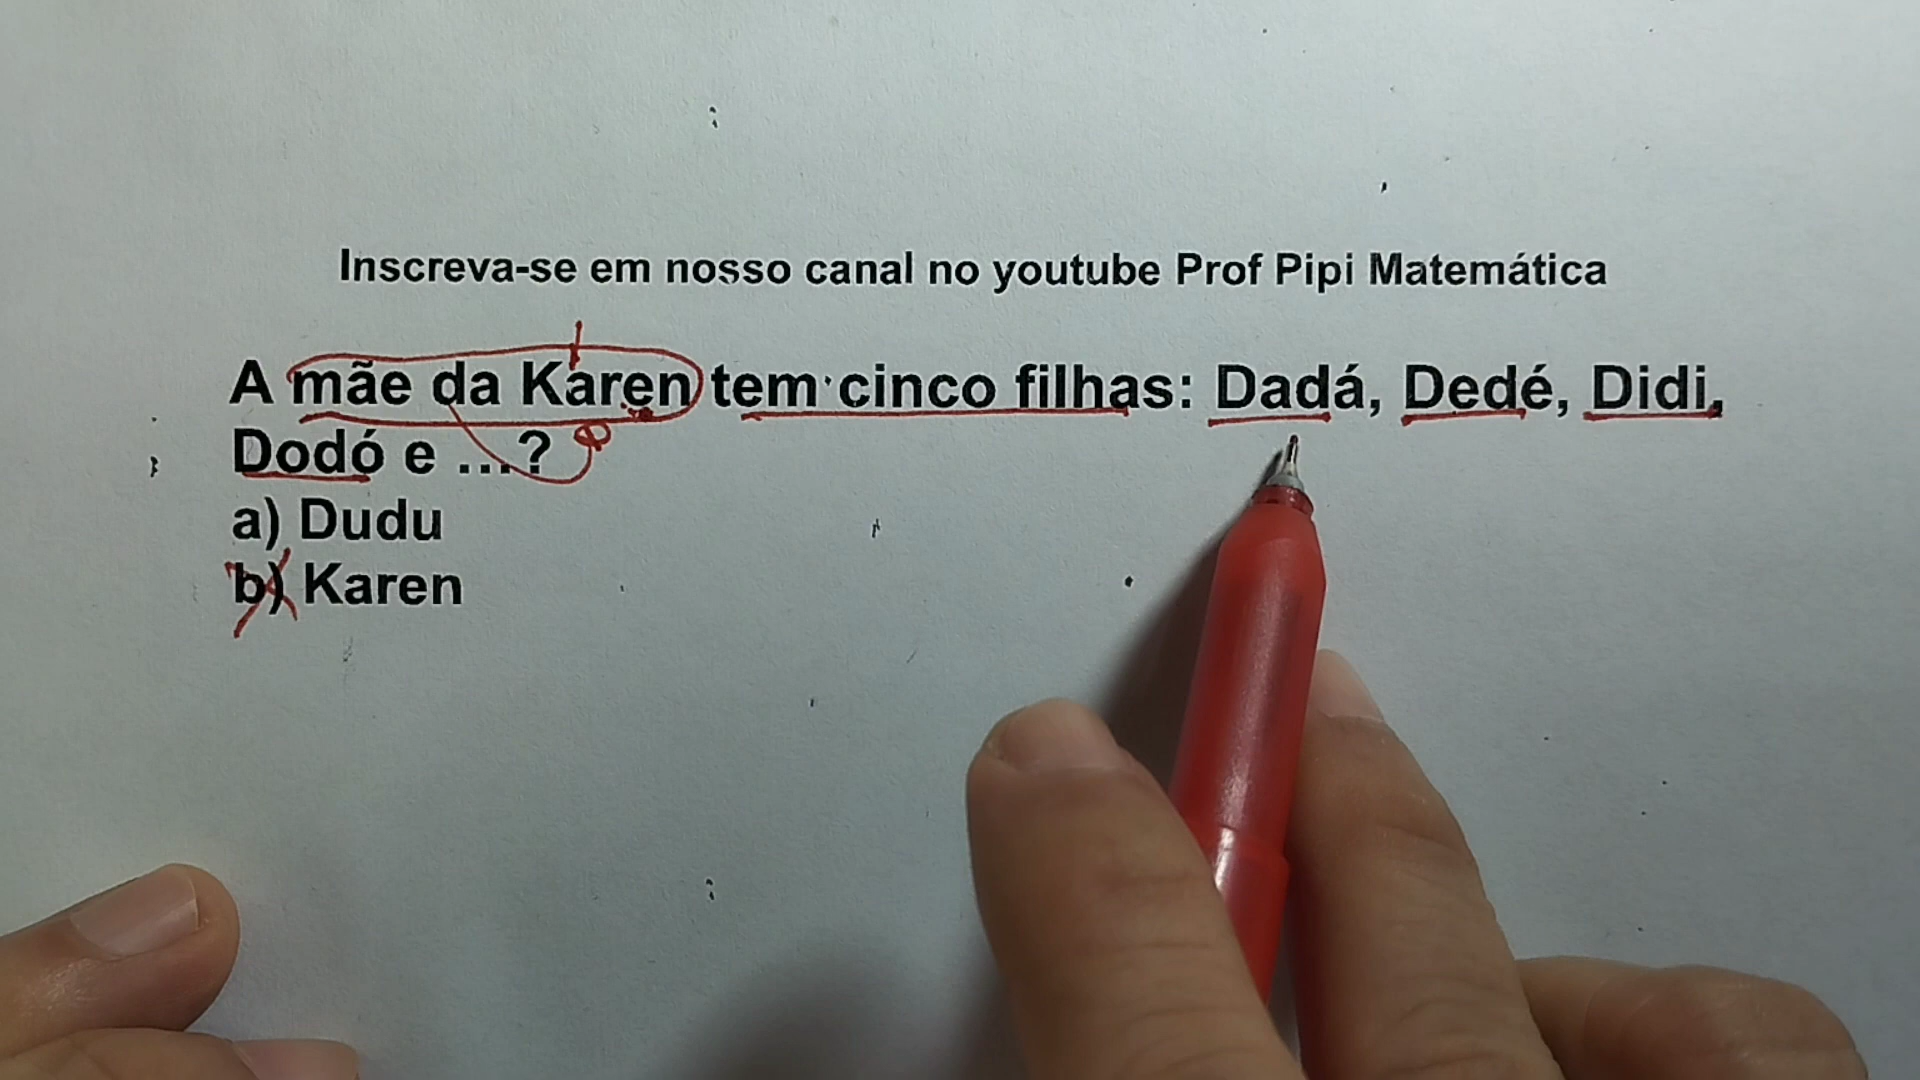 Inscreva-se em nosso canal no youtube Prof Pipi Matemática
A mãe da Karen tem cinco filhas: Dadá, Dedé, Didi,
Dodó e ...?
a) Dudu
b) Karen